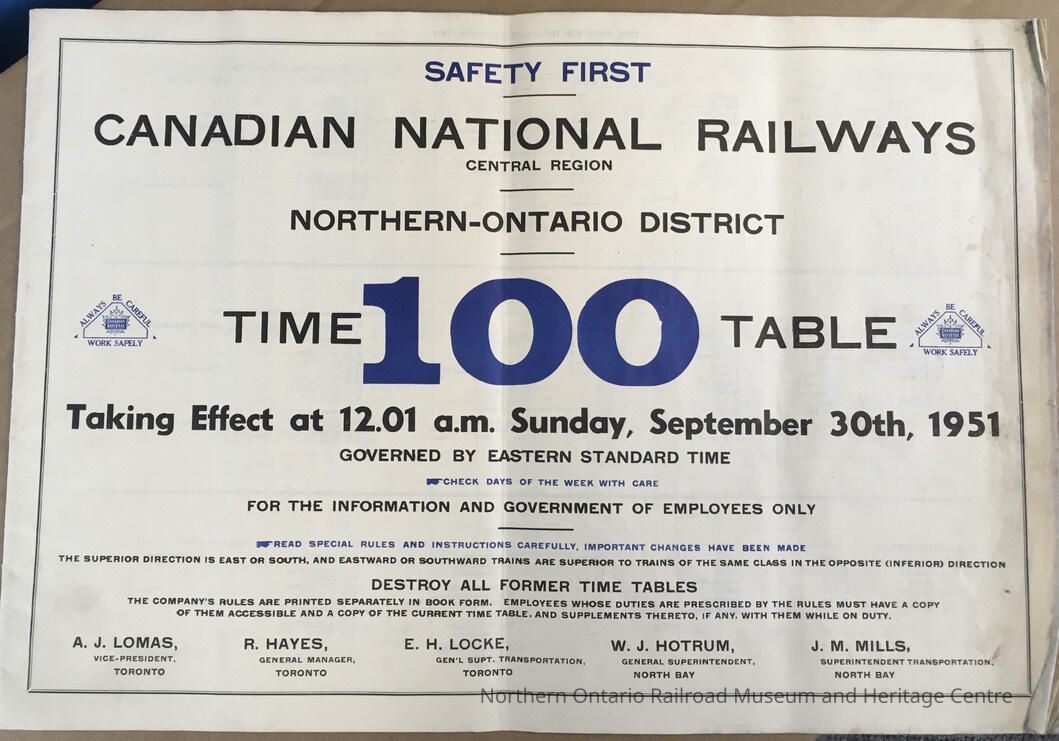 SAFETY FIRST
CANADIAN NATIONAL RAILWAYS
CENTRAL REGION
NORTHERN-ONTARIO DISTRICT
ALWAYS BE CAREFUL
CANADIAN NATIONAL
WORK SAFELY
TIME 100 TABLE
ALWAYS BE CAREFUL
CANADIAN NATIONAL
WORK SAFELY
Taking Effect at 12.01 a.m. Sunday, September 30th, 1951
GOVERNED BY EASTERN STANDARD TIME
☛CHECK DAYS OF THE WEEK WITH CARE
FOR THE INFORMATION AND GOVERNMENT OF EMPLOYEES ONLY
☛READ SPECIAL RULES AND INSTRUCTIONS CAREFULLY, IMPORTANT CHANGES HAVE BEEN MADE
THE SUPERIOR DIRECTION IS EAST OR SOUTH, AND EASTWARD OR SOUTHWARD TRAINS ARE SUPERIOR TO TRAINS OF THE SAME CLASS IN THE OPPOSITE (INFERIOR) DIRECTION
DESTROY ALL FORMER TIME TABLES
THE COMPANY'S RULES ARE PRINTED SEPARATELY IN BOOK FORM. EMPLOYEES WHOSE DUTIES ARE PRESCRIBED BY THE RULES MUST HAVE A COPY
OF THEM ACCESSIBLE AND A COPY OF THE CURRENT TIME TABLE, AND SUPPLEMENTS THERETO, IF ANY, WITH THEM WHILE ON DUTY.
A. J. LOMAS,
VICE-PRESIDENT,
TORONTO
R. HAYES,
GENERAL MANAGER,
TORONTO
E. H. LOCKE,
GEN'L SUPT. TRANSPORTATION,
TORONTO
W. J. HOTRUM,
GENERAL SUPERINTENDENT,
NORTH BAY
J. M. MILLS,
SUPERINTENDENT TRANSPORTATION,
NORTH BAY
Northern Ontario Railroad Museum and Heritage Centre